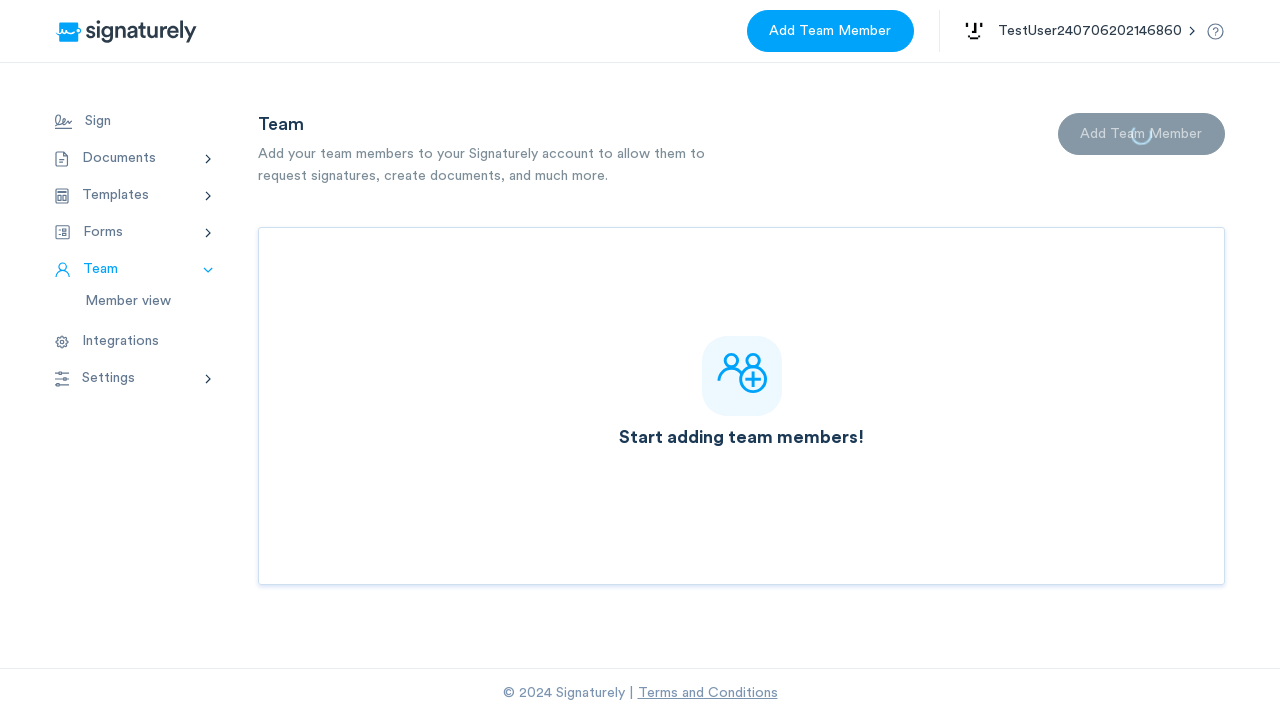 signaturely
Add Team Member
TestUser240706202146860
Sign
Documents
Templates
Forms
Team
Member view
Integrations
Settings
Team
Add your team members to your Signaturely account to allow them to
request signatures, create documents, and much more.
Add Team Member
Start adding team members!
© 2024 Signaturely | Terms and Conditions